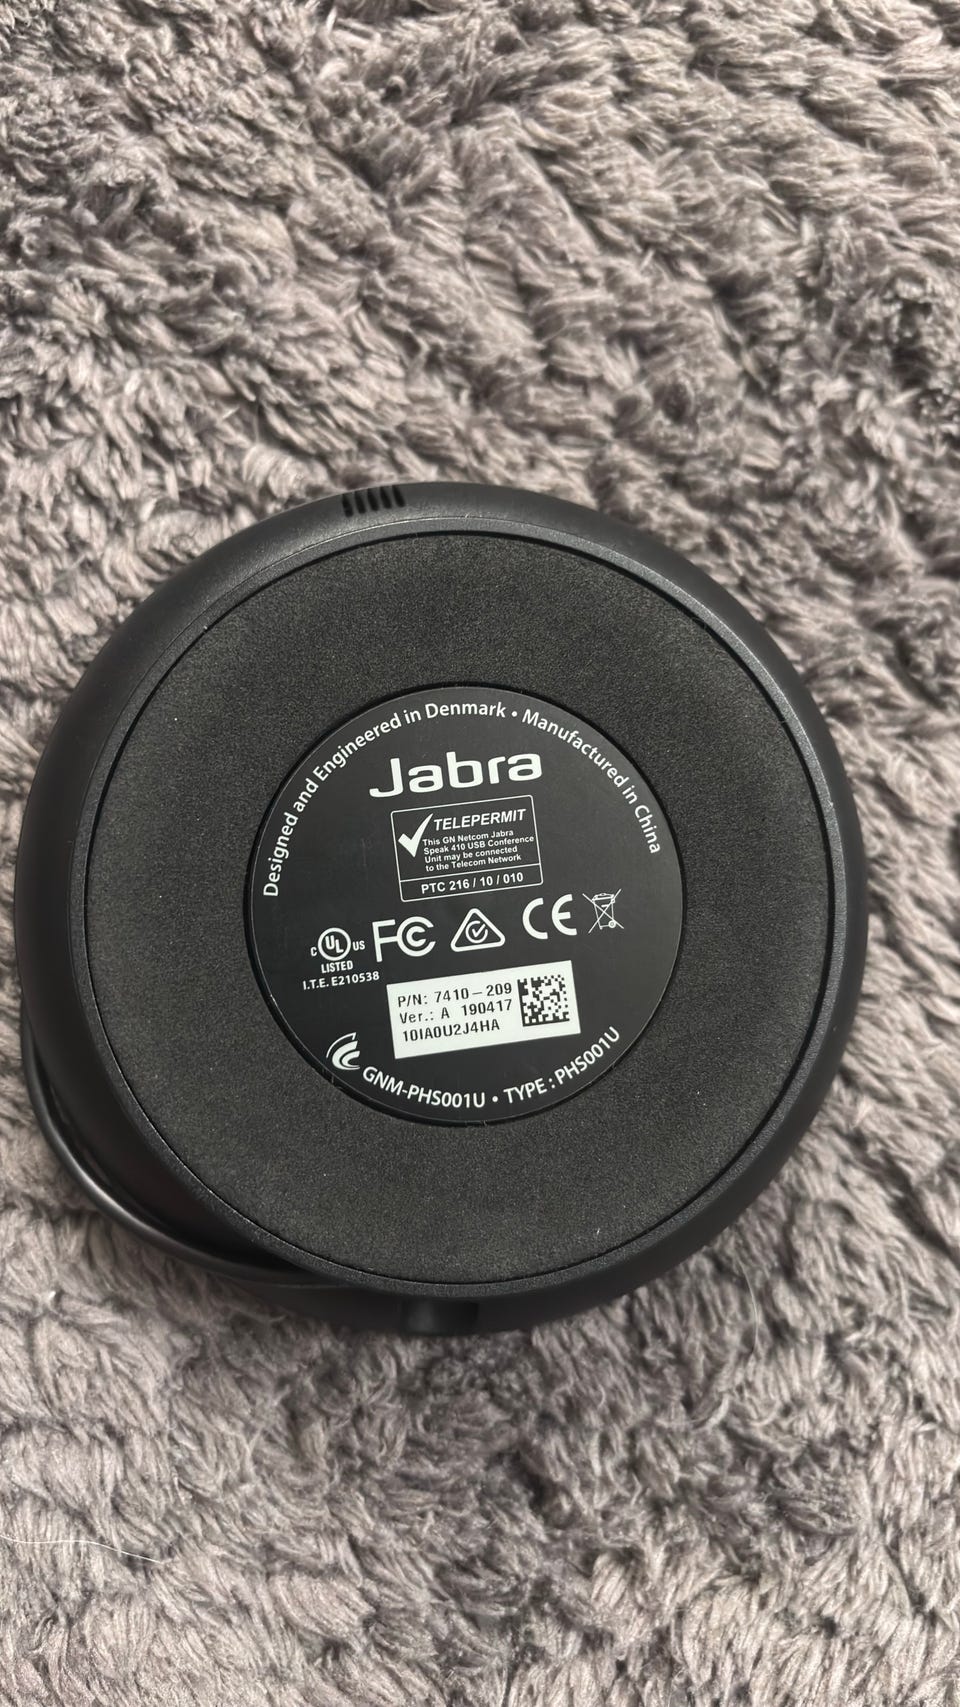 Designed and Engineered in Denmark • Manufactured in China
Jabra
TELEPERMIT
This GN Netcom Jabra
Speak 410 USB Conference
Unit may be connected
to the Telecom Network
PTC 216 / 10 / 010
C UL US
LISTED
I.T.E. E210538
FC
CE
P/N: 7410-209
Ver.: A 190417
10IA0U2J4HA
GNM-PHS001U • TYPE : PHS001U